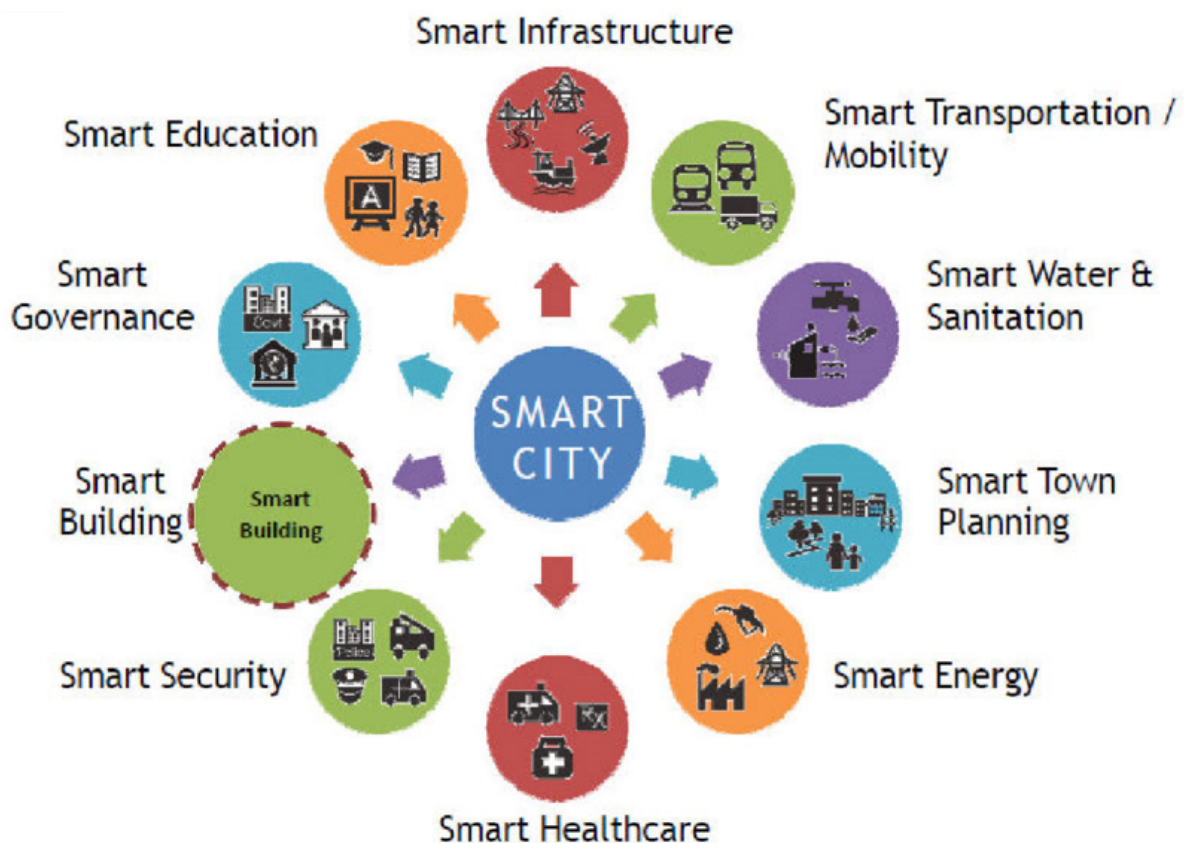 Smart Infrastructure
Smart Education
Smart Transportation /
Mobility
A
Smart
Governance
Govt
Smart Water &
Sanitation
SMART
CITY
Smart
Building
Smart
Building
Smart Town
Planning
Smart Security
Police
Smart Energy
Rx
Smart Healthcare